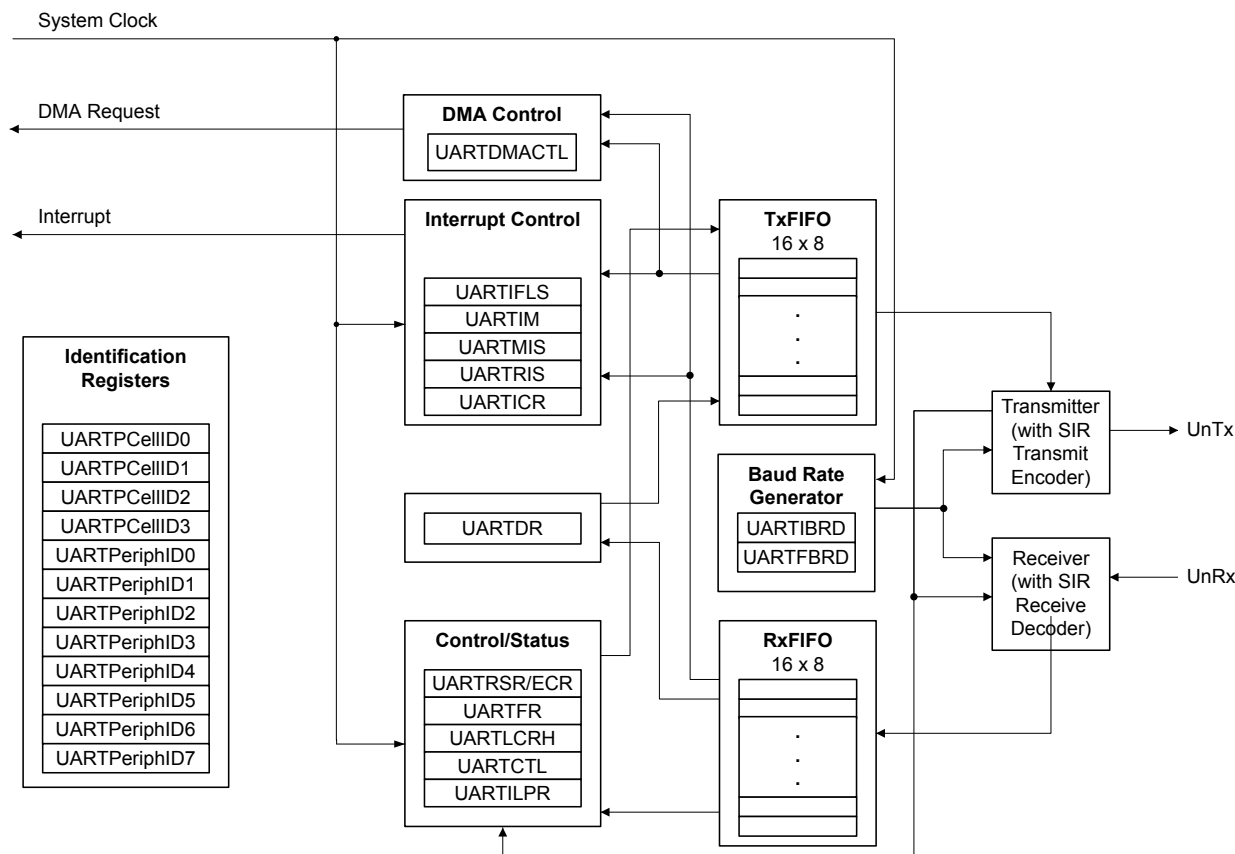 System Clock
DMA Request
DMA Control
UARTDMACTL
Interrupt
Interrupt Control
UARTIFLS
UARTIM
UARTMIS
UARTRIS
UARTICR
TxFIFO
16 x 8
.
.
.
Identification
Registers
UARTPCellID0
UARTPCellID1
UARTPCellID2
UARTPCellID3
UARTPeriphID0
UARTPeriphID1
UARTPeriphID2
UARTPeriphID3
UARTPeriphID4
UARTPeriphID5
UARTPeriphID6
UARTPeriphID7
Transmitter
(with SIR
Transmit
Encoder)
UnTx
Baud Rate
Generator
UARTIBRD
UARTFBRD
UARTDR
Receiver
(with SIR
Receive
Decoder)
UnRx
Control/Status
UARTRSR/ECR
UARTFR
UARTLCRH
UARTCTL
UARTILPR
RxFIFO
16 x 8
.
.
.